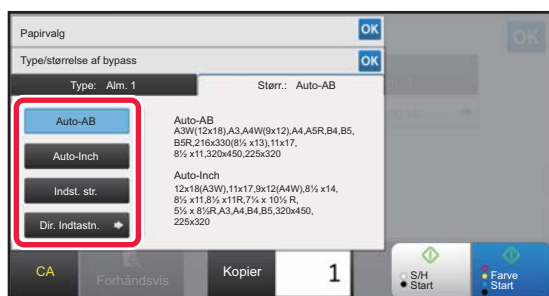 Papirvalg
OK
OK
Type/størrelse af bypass
OK
Type: Alm. 1
Størr.: Auto-AB
Auto-AB
Auto-Inch
Indst. str.
Dir. Indtastn.
Auto-AB
A3W(12x18),A3,A4W(9x12),A4,A5R,B4,B5,
B5R,216x330(8½ x13),11x17,
8½ x11,320x450,225x320
Auto-Inch
12x18(A3W),11x17,9x12(A4W),8½ x14,
8½ x11,8½ x11R,7¼ x 10½ R,
5½ x 8½R,A3,A4,B4,B5,320x450,
225x320
CA
Forhåndsvis
Kopier
1
S/H
Start
Farve
Start